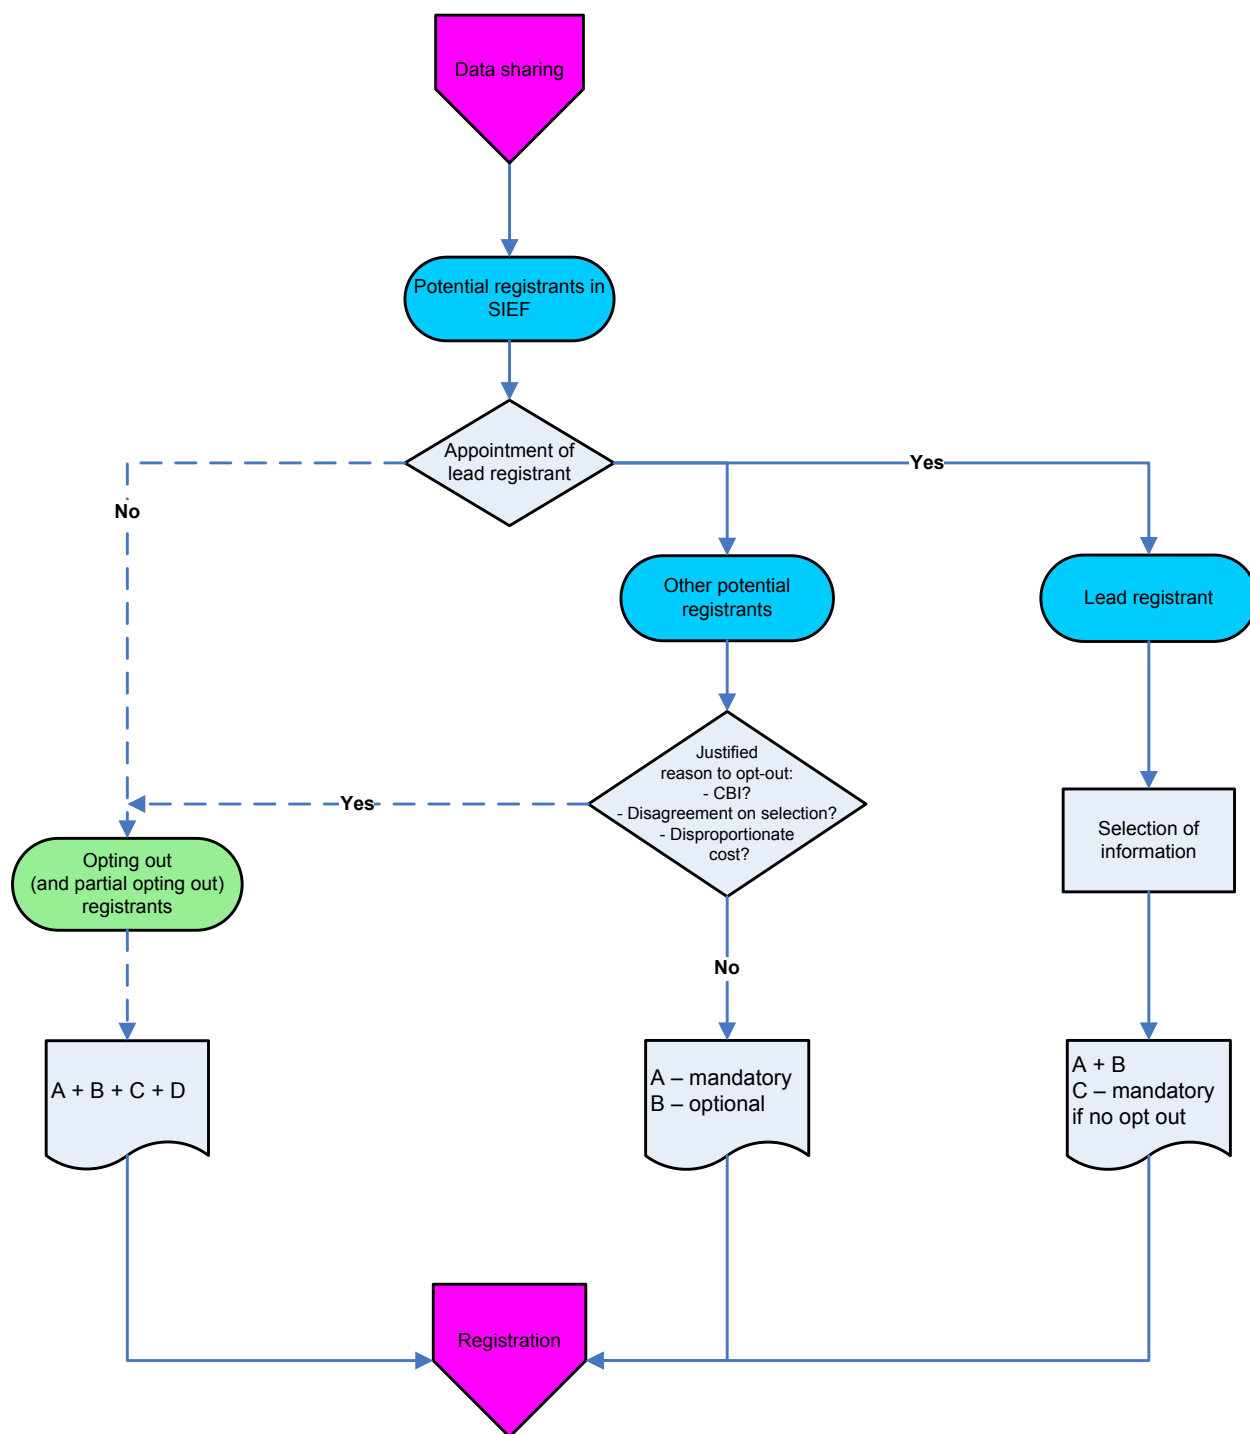 Data sharing
Potential registrants in
SIEF
Appointment of
lead registrant
Yes
No
Other potential
registrants
Lead registrant
Justified
reason to opt-out:
- CBI?
- Disagreement on selection?
- Disproportionate
cost?
Yes
Selection of
information
Opting out
(and partial opting out)
registrants
No
A + B + C + D
A – mandatory
B – optional
A + B
C – mandatory
if no opt out
Registration